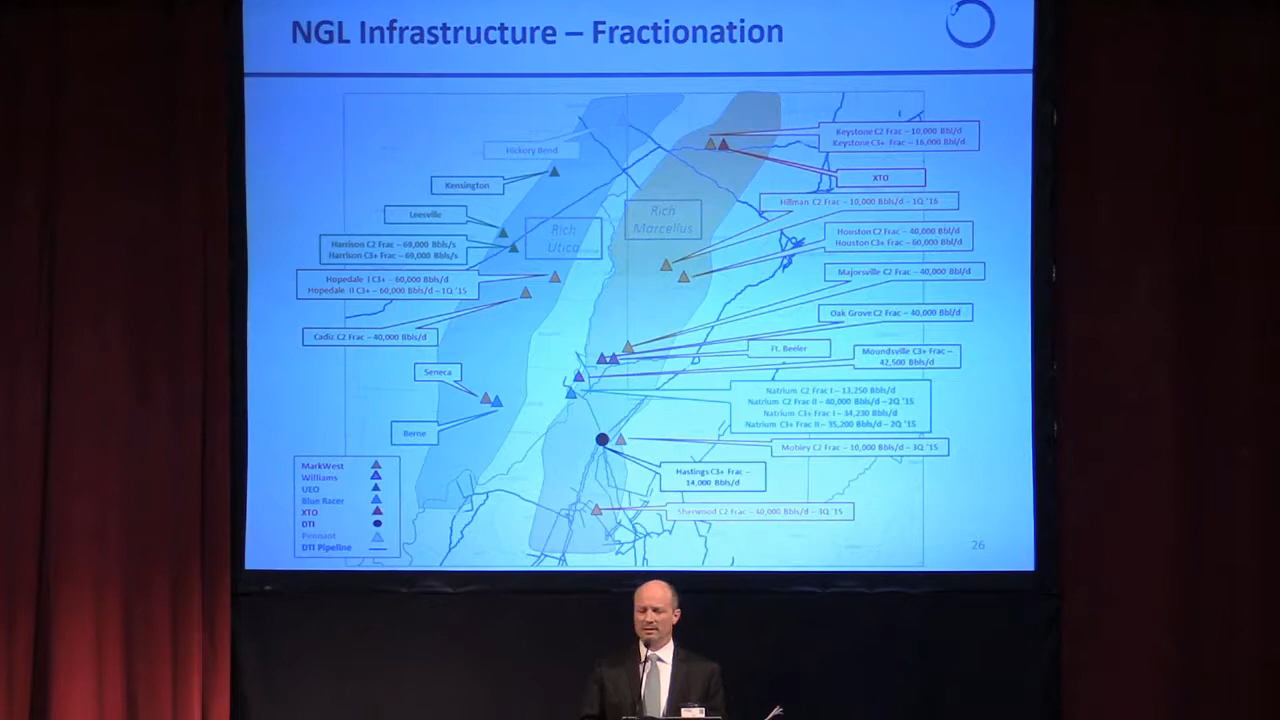 NGL Infrastructure – Fractionation
Keystone C2 Frac – 10,000 Bbl/d
Keystone C3+ Frac – 16,000 Bbl/d
Hickory Bend
XTO
Kensington
Hillman C2 Frac – 10,000 Bbls/d – 1Q '16
Leesville
Rich
Utica
Rich
Marcellus
Houston C2 Frac – 40,000 Bbl/d
Houston C3+ Frac – 60,000 Bbl/d
Harrison C2 Frac – 69,000 Bbls/s
Harrison C3+ Frac – 69,000 Bbls/s
Majorsville C2 Frac – 40,000 Bbl/d
Hopedale I C3+ – 60,000 Bbls/d
Hopedale II C3+ – 60,000 Bbls/d – 1Q '15
Oak Grove C2 Frac – 40,000 Bbl/d
Cadiz C2 Frac – 40,000 Bbls/d
Ft. Beeler
Moundsville C3+ Frac –
42,500 Bbls/d
Seneca
Natrium C2 Frac I – 13,250 Bbls/d
Natrium C2 Frac II – 40,000 Bbls/d – 2Q '15
Natrium C3+ Frac I – 34,230 Bbls/d
Natrium C3+ Frac II – 35,200 Bbls/d – 2Q '15
Berne
Mobley C2 Frac – 10,000 Bbls/d – 3Q '15
Hastings C3+ Frac –
14,000 Bbls/d
Sherwood C2 Frac – 40,000 Bbls/d – 3Q '15
MarkWest
Williams
UEO
Blue Racer
XTO
DTI
Pennant
DTI Pipeline
26